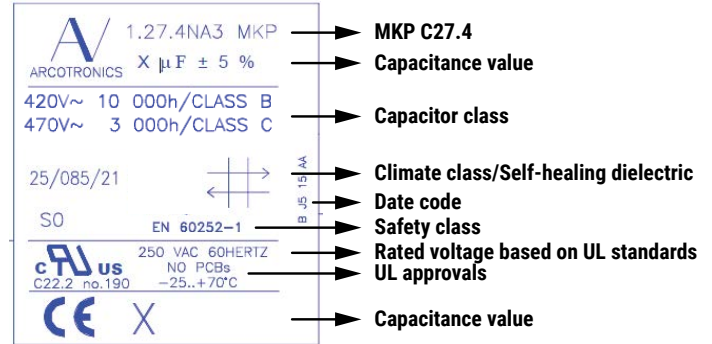 1.27.4NA3 MKP
MKP C27.4
ARCOTRONICS
X µF ± 5 %
Capacitance value
420V~ 10 000h/CLASS B
470V~ 3 000h/CLASS C
Capacitor class
25/085/21
Climate class/Self-healing dielectric
B J5 15 AA
Date code
S0
EN 60252-1
Safety class
c RU us
C22.2 no.190
250 VAC 60HERTZ
NO PCBs
-25..+70°C
Rated voltage based on UL standards
UL approvals
CE X
Capacitance value